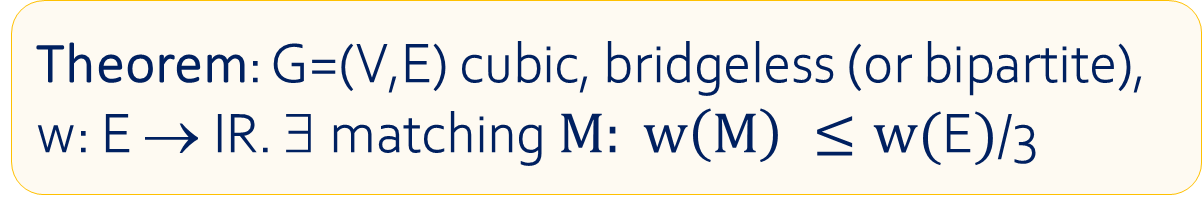 Theorem: G=(V,E) cubic, bridgeless (or bipartite),
w: E → IR. ∃ matching M: w(M) ≤ w(E)/3